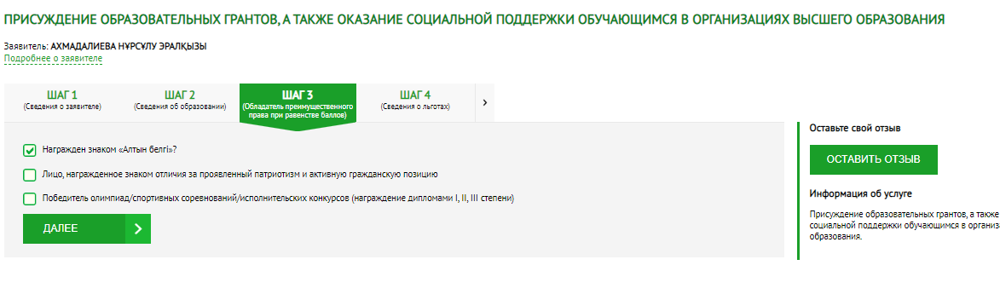 ПРИСУЖДЕНИЕ ОБРАЗОВАТЕЛЬНЫХ ГРАНТОВ, А ТАКЖЕ ОКАЗАНИЕ СОЦИАЛЬНОЙ ПОДДЕРЖКИ ОБУЧАЮЩИМСЯ В ОРГАНИЗАЦИЯХ ВЫСШЕГО ОБРАЗОВАНИЯ
Заявитель: АХМАДАЛИЕВА НҰРСҰЛУ ЭРАЛҚЫЗЫ
Подробнее о заявителе
ШАГ 1
(Сведения о заявителе)
ШАГ 2
(Сведения об образовании)
ШАГ 3
(Обладатель преимущественного
права при равенстве баллов)
ШАГ 4
(Сведения о льготах)
Награжден знаком «Алтын белгі»?
Лицо, награжденное знаком отличия за проявленный патриотизм и активную гражданскую позицию
Победитель олимпиад/спортивных соревнований/исполнительских конкурсов (награждение дипломами I, II, III степени)
ДАЛЕЕ
Оставьте свой отзыв
ОСТАВИТЬ ОТЗЫВ
Информация об услуге
Присуждение образовательных грантов, а также
социальной поддержки обучающимся в организ
образования.